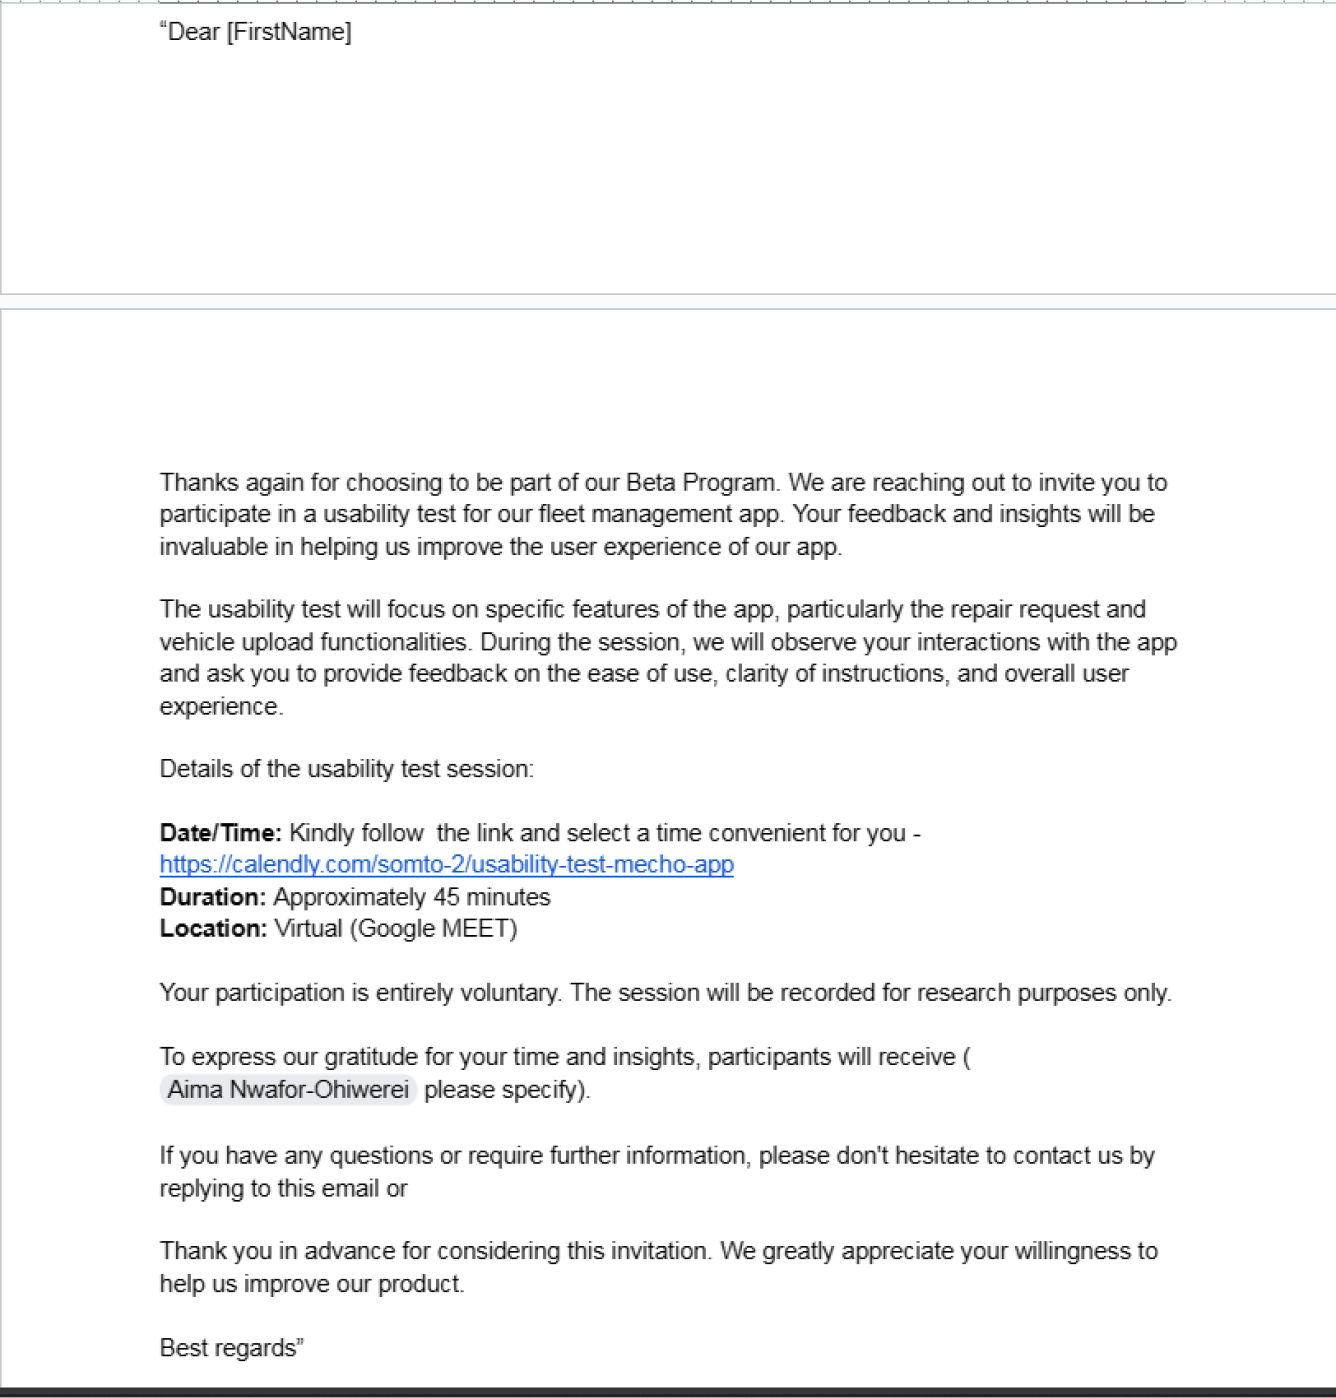 “Dear [FirstName]
Thanks again for choosing to be part of our Beta Program. We are reaching out to invite you to
participate in a usability test for our fleet management app. Your feedback and insights will be
invaluable in helping us improve the user experience of our app.
The usability test will focus on specific features of the app, particularly the repair request and
vehicle upload functionalities. During the session, we will observe your interactions with the app
and ask you to provide feedback on the ease of use, clarity of instructions, and overall user
experience.
Details of the usability test session:
Date/Time: Kindly follow  the link and select a time convenient for you -
https://calendly.com/somto-2/usability-test-mecho-app
Duration: Approximately 45 minutes
Location: Virtual (Google MEET)
Your participation is entirely voluntary. The session will be recorded for research purposes only.
To express our gratitude for your time and insights, participants will receive (
Aima Nwafor-Ohiwerei please specify).
If you have any questions or require further information, please don't hesitate to contact us by
replying to this email or
Thank you in advance for considering this invitation. We greatly appreciate your willingness to
help us improve our product.
Best regards”